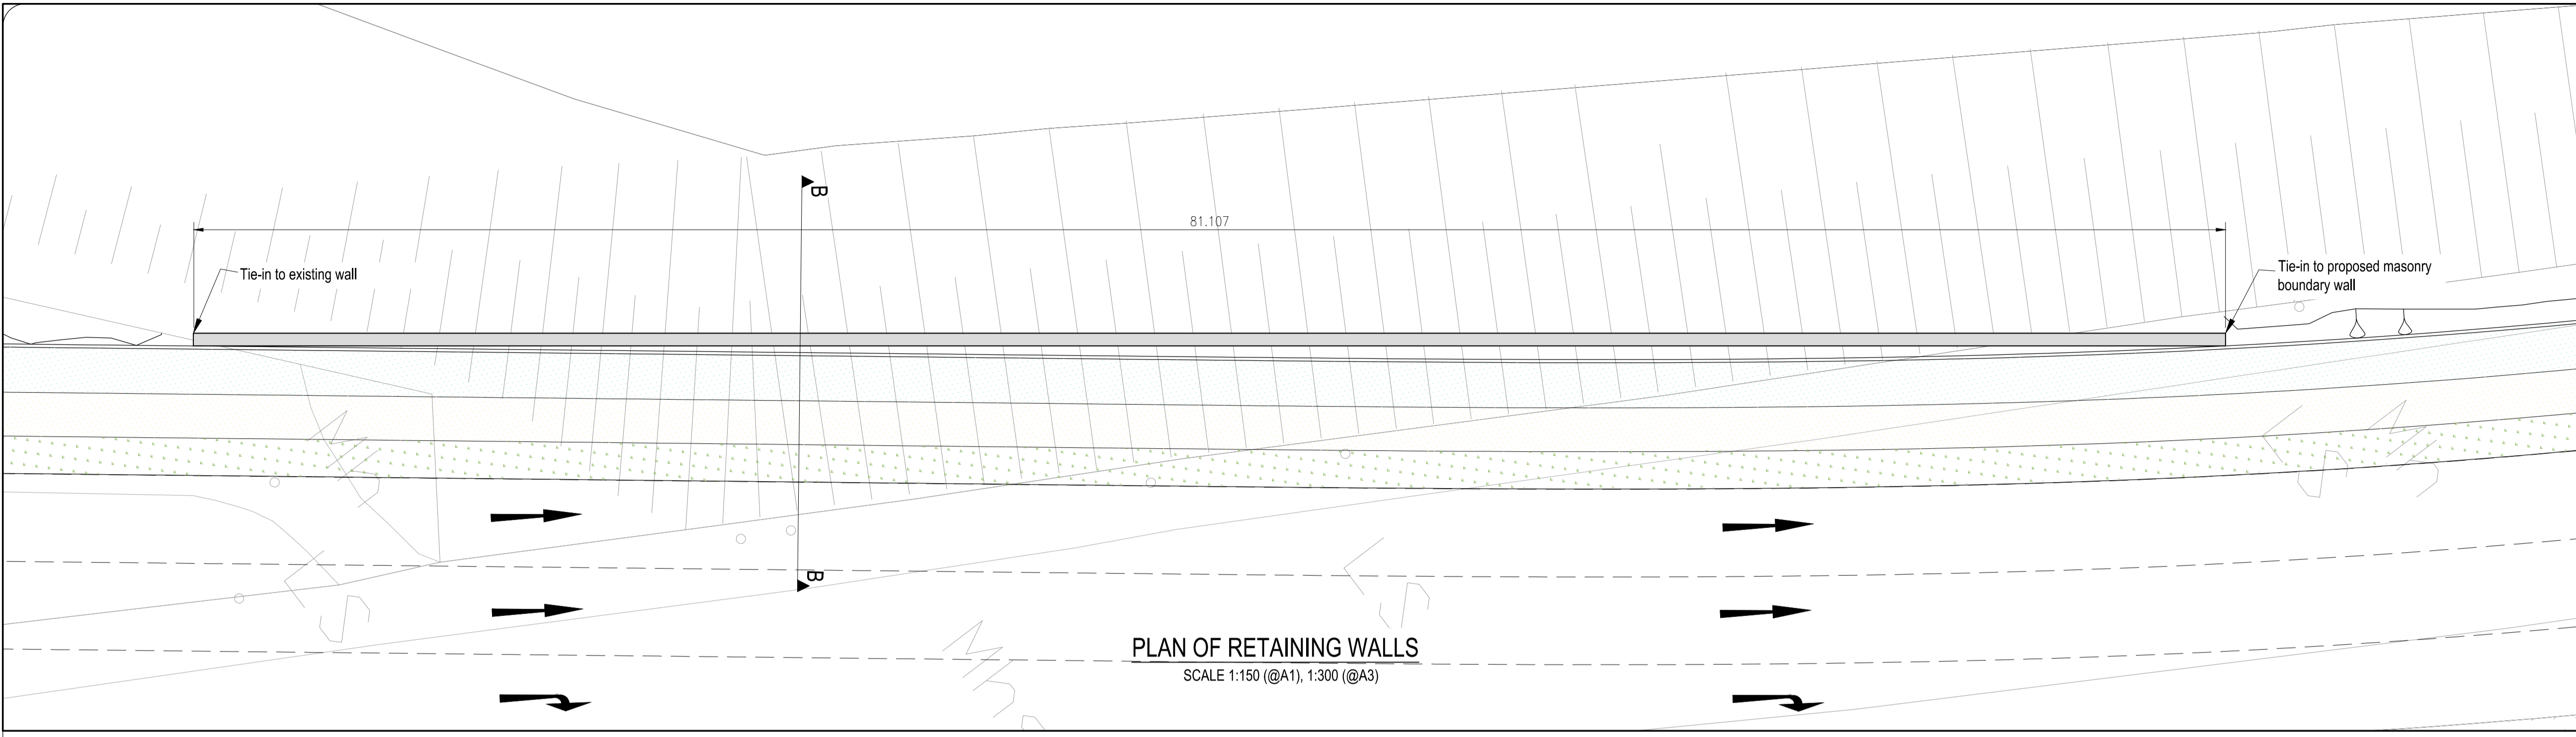 B
81.107
Tie-in to existing wall
Tie-in to proposed masonry
boundary wall
B
PLAN OF RETAINING WALLS
SCALE 1:150 (@A1), 1:300 (@A3)